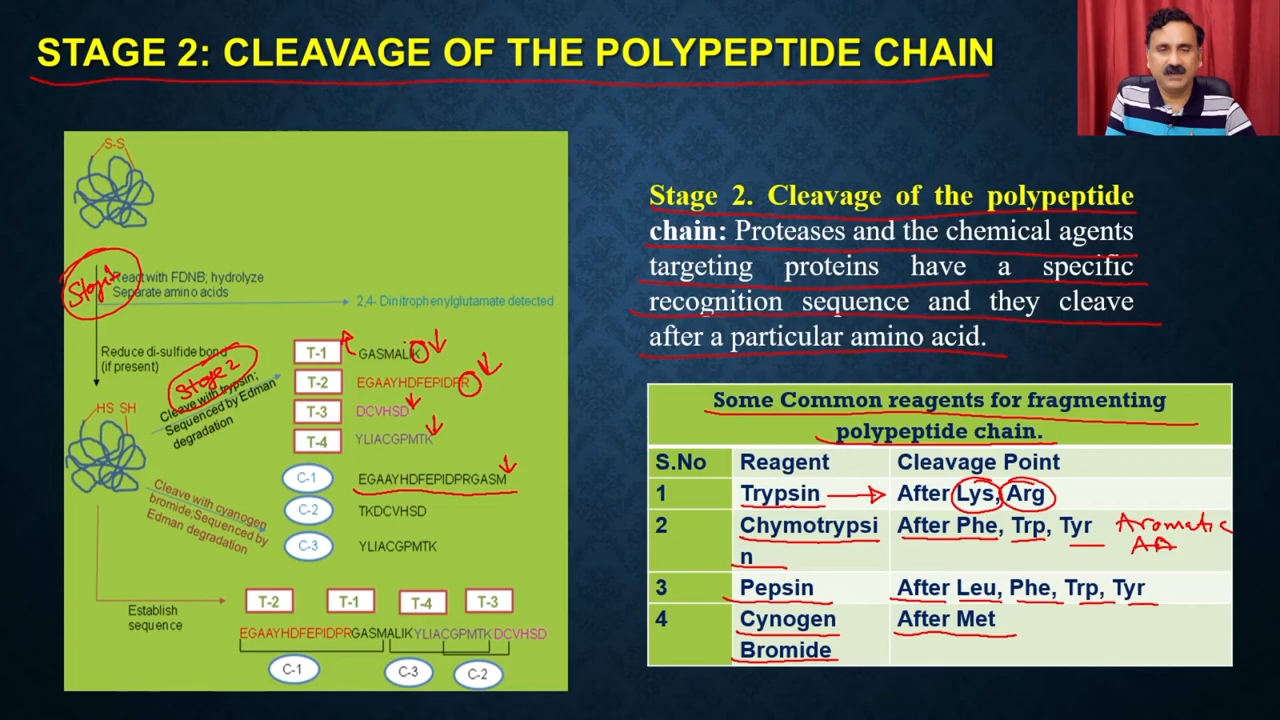 STAGE 2: CLEAVAGE OF THE POLYPEPTIDE CHAIN
S-S
Stage 1
React with FDNB; hydrolyze
Separate amino acids
2,4- Dinitrophenylglutamate detected
Reduce di-sulfide bond
(if present)
Stage 2
Cleave with trypsin;
Sequenced by Edman
degradation
HS SH
T-1 GASMALIK
T-2 EGAAYHDFEPIDPR
T-3 DCVHSD
T-4 YLIACGPMTK
C-1 EGAAYHDFEPIDPRGASM
C-2 TKDCVHSD
C-3 YLIACGPMTK
Cleave with cyanogen
bromide;Sequenced by
Edman degradation
Establish
sequence
T-2 T-1 T-4 T-3
EGAAYHDFEPIDPRGASMALIKYLIACGPMTKDCVHSD
C-1 C-3 C-2
Stage 2. Cleavage of the polypeptide
chain: Proteases and the chemical agents
targeting proteins have a specific
recognition sequence and they cleave
after a particular amino acid.
Some Common reagents for fragmenting
polypeptide chain.
S.No Reagent Cleavage Point
1 Trypsin After Lys, Arg
2 Chymotrypsi After Phe, Trp, Tyr Aromatic
n AA
3 Pepsin After Leu, Phe, Trp, Tyr
4 Cynogen After Met
Bromide